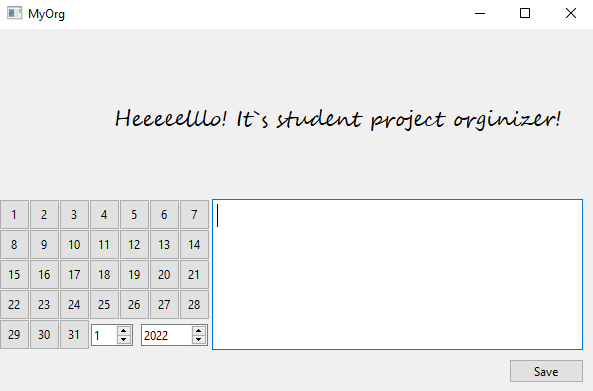 MyOrg
Heeeeelllo! It`s student project orginizer!
1 2 3 4 5 6 7
8 9 10 11 12 13 14
15 16 17 18 19 20 21
22 23 24 25 26 27 28
29 30 31 1 2022
Save